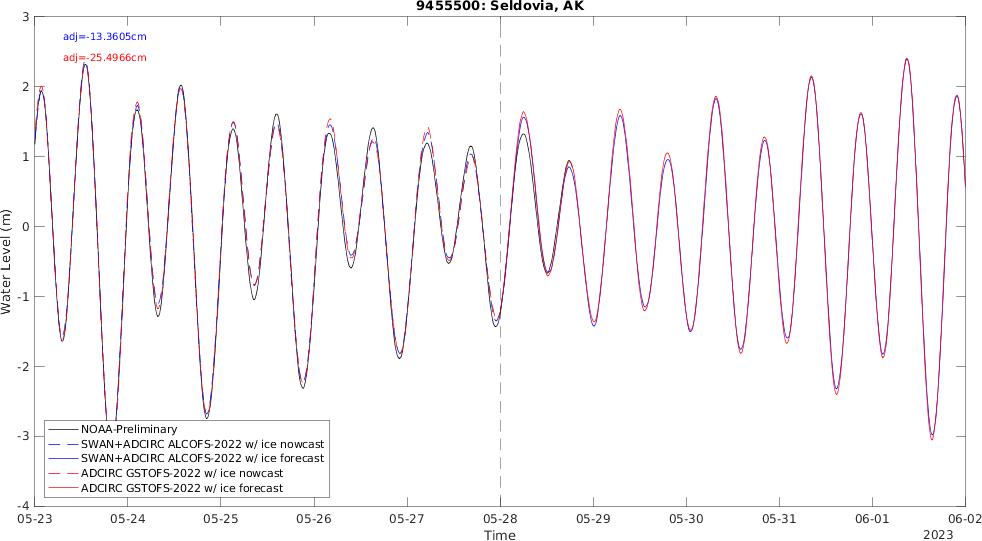 9455500: Seldovia, AK
adj=-13.3605cm
adj=-25.4966cm
3
2
1
0
-1
-2
-3
-4
Water Level (m)
NOAA-Preliminary
SWAN+ADCIRC ALCOFS-2022 w/ ice nowcast
SWAN+ADCIRC ALCOFS-2022 w/ ice forecast
ADCIRC GSTOFS-2022 w/ ice nowcast
ADCIRC GSTOFS-2022 w/ ice forecast
05-23 05-24 05-25 05-26 05-27 05-28 05-29 05-30 05-31 06-01 06-02
Time
2023